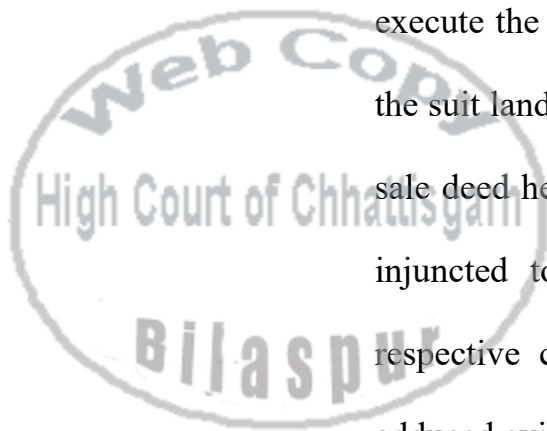 Web Copy
High Court of Chhattisgarh
Bilaspur
execute the
the suit land
sale deed he
injuncted to
respective c